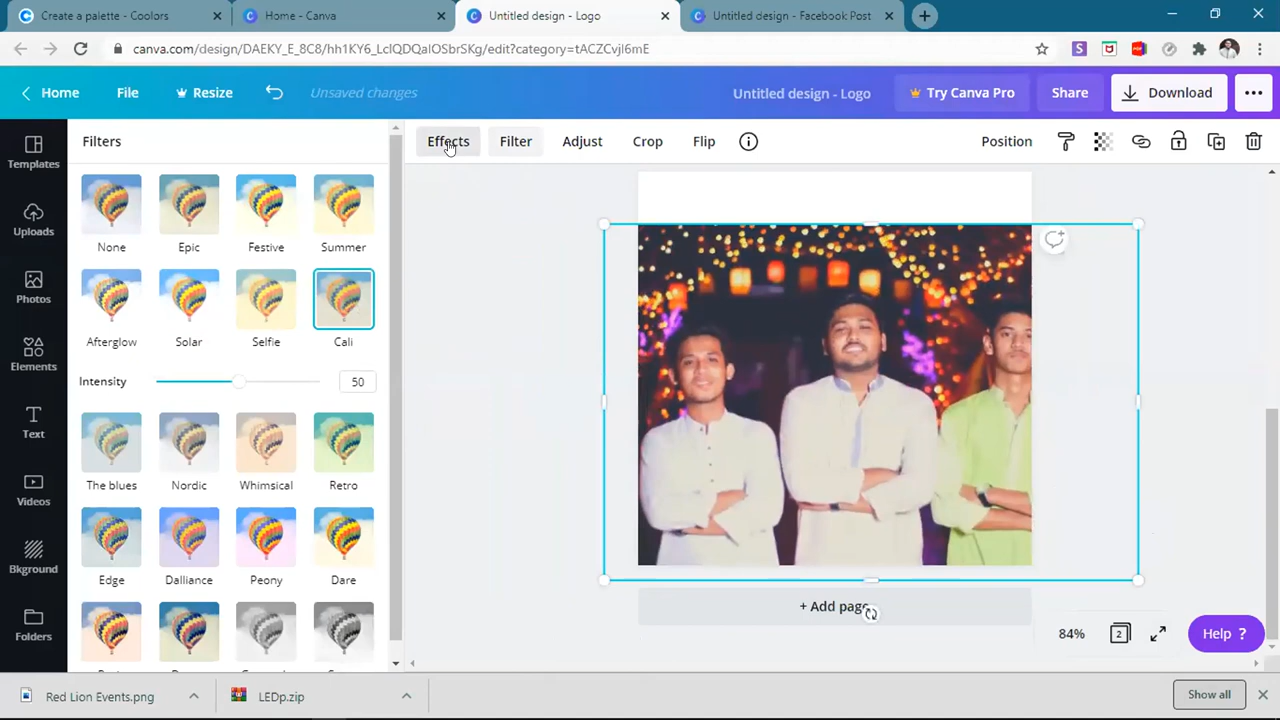 Create a palette - Coolors
Home - Canva
Untitled design - Logo
Untitled design - Facebook Post
canva.com/design/DAEKY_E_8C8/hh1KY6_LclQDQaIOSbrSKg/edit?category=tACZCvjI6mE
Home
File
Resize
Unsaved changes
Untitled design - Logo
Try Canva Pro
Share
Download
Templates
Uploads
Photos
Elements
Text
Videos
Bkground
Folders
Filters
Effects
Filter
Adjust
Crop
Flip
Position
None
Epic
Festive
Summer
Afterglow
Solar
Selfie
Cali
Intensity
50
The blues
Nordic
Whimsical
Retro
Edge
Dalliance
Peony
Dare
+ Add page
84%
2
Help ?
Red Lion Events.png
LEDp.zip
Show all